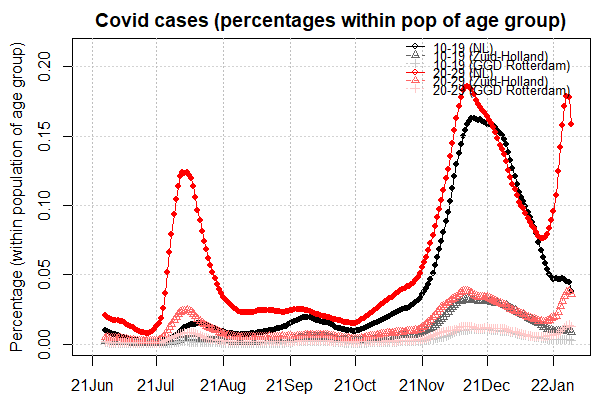 Covid cases (percentages within pop of age group)
10-19 (NL)
10-19 (Zuid-Holland)
10-19 (GGD Rotterdam)
20-29 (NL)
20-29 (Zuid-Holland)
20-29 (GGD Rotterdam)
Percentage (within population of age group)
0.20
0.15
0.10
0.05
0.00
21Jun 21Jul 21Aug 21Sep 21Oct 21Nov 21Dec 22Jan